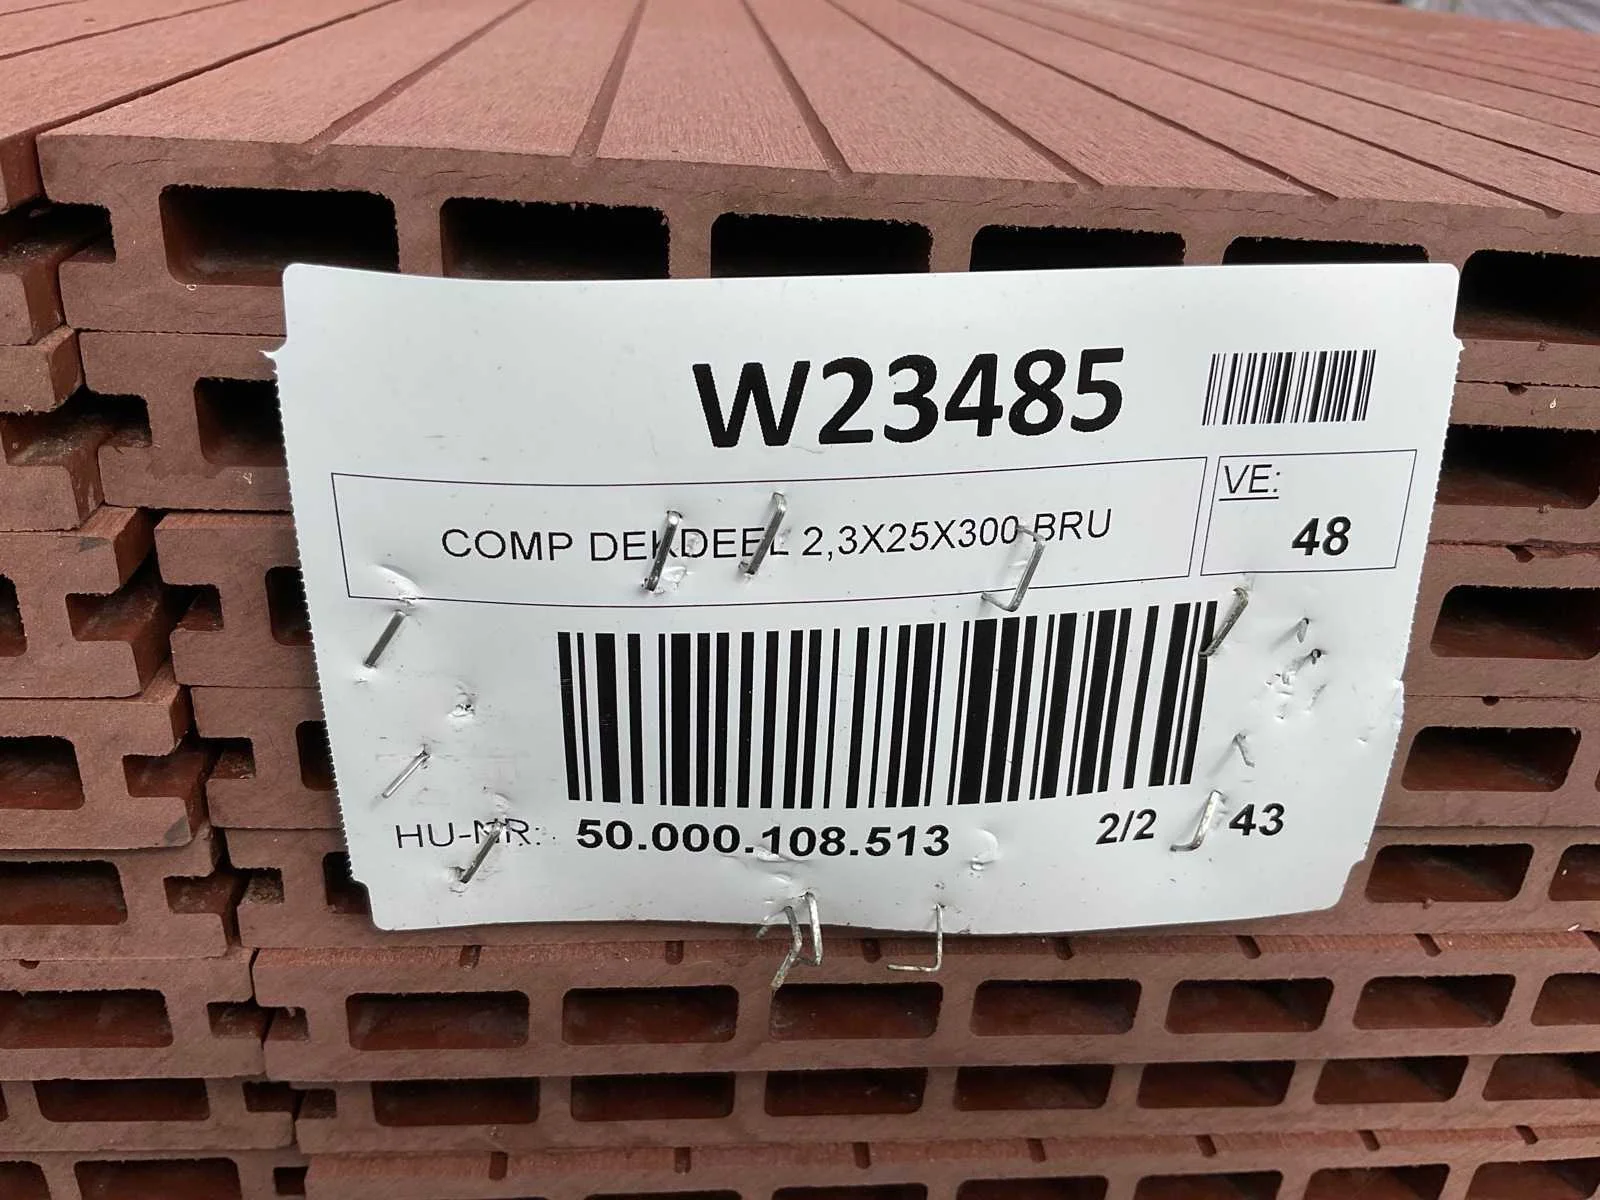 W23485
COMP DEKDEEL 2,3X25X300 BRU
VE:
48
HU-NR:
50.000.108.513
2/2
43